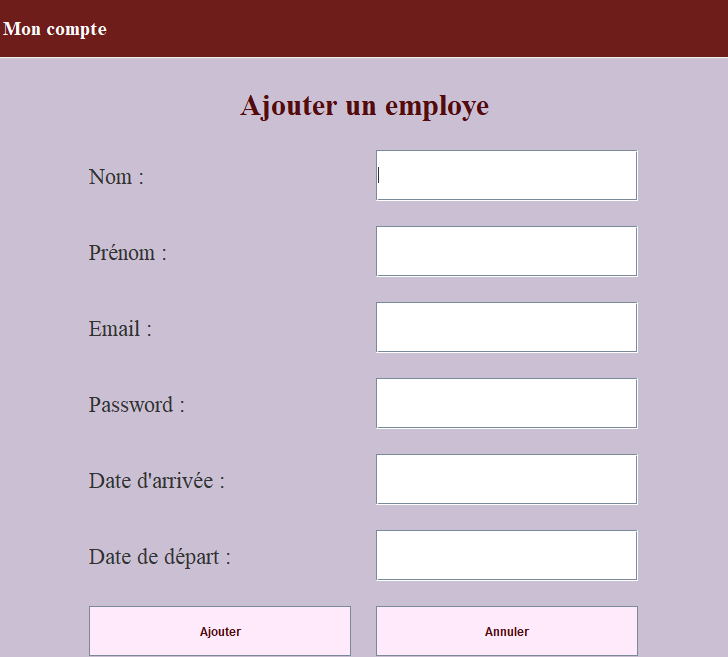 Mon compte
Ajouter un employe
Nom :
Prénom :
Email :
Password :
Date d'arrivée :
Date de départ :
Ajouter Annuler